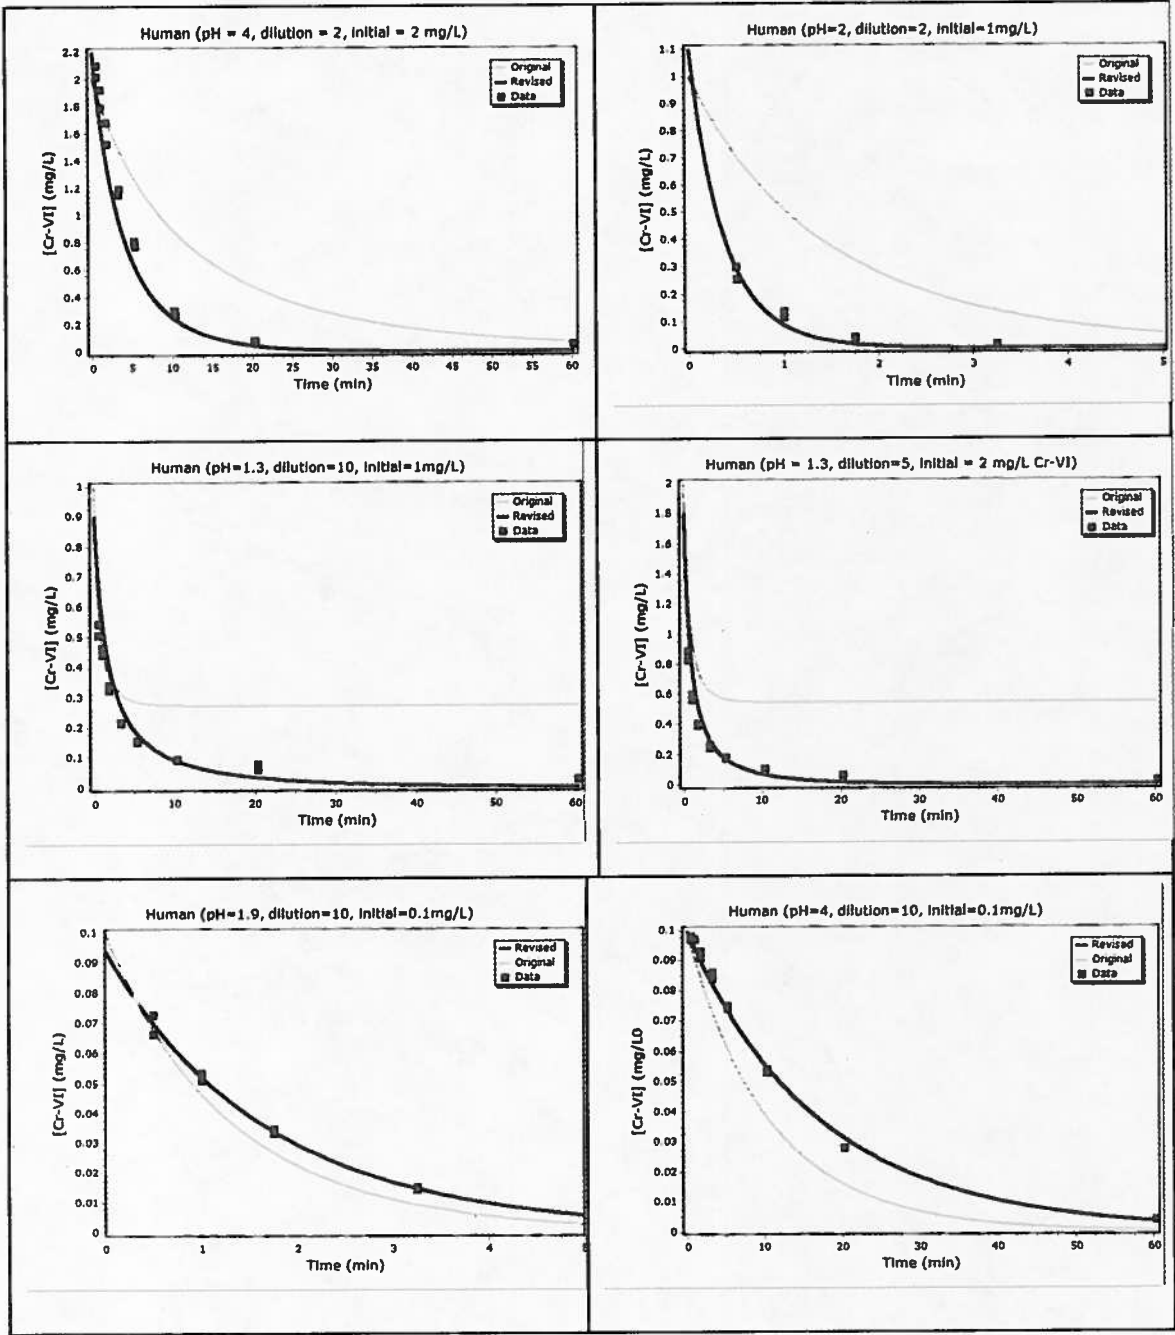 Human (pH = 4, dilution = 2, initial = 2 mg/L)
Original
Revised
Data
[Cr-VI] (mg/L)
2.2
2
1.8
1.6
1.4
1.2
1
0.8
0.6
0.4
0.2
0
0 5 10 15 20 25 30 35 40 45 50 55 60
Time (min)
Human (pH=2, dilution=2, initial=1mg/L)
Original
Revised
Data
[Cr-VI] (mg/L)
1.1
1
0.9
0.8
0.7
0.6
0.5
0.4
0.3
0.2
0.1
0
0 1 2 3 4 5
Time (min)
Human (pH=1.3, dilution=10, initial=1mg/L)
Original
Revised
Data
[Cr-VI] (mg/L)
1
0.9
0.8
0.7
0.6
0.5
0.4
0.3
0.2
0.1
0
0 10 20 30 40 50 60
Time (min)
Human (pH = 1.3, dilution=5, initial = 2 mg/L Cr-VI)
Original
Revised
Data
[Cr-VI] (mg/L)
2
1.8
1.6
1.4
1.2
1
0.8
0.6
0.4
0.2
0
0 10 20 30 40 50 60
Time (min)
Human (pH=1.9, dilution=10, initial=0.1mg/L)
Revised
Original
Data
[Cr-VI] (mg/L)
0.1
0.09
0.08
0.07
0.06
0.05
0.04
0.03
0.02
0.01
0
0 1 2 3 4 5
Time (min)
Human (pH=4, dilution=10, initial=0.1mg/L)
Revised
Original
Data
[Cr-VI] (mg/L0
0.1
0.09
0.08
0.07
0.06
0.05
0.04
0.03
0.02
0.01
0
0 10 20 30 40 50 60
Time (min)